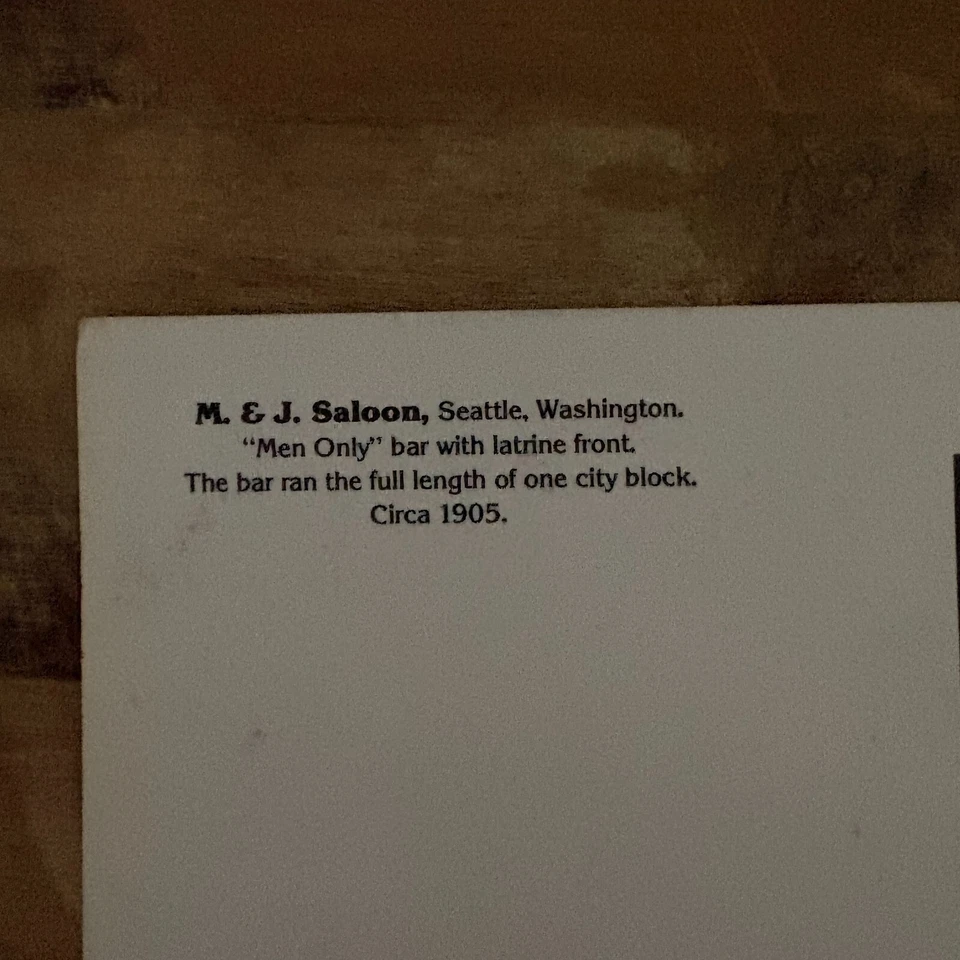 M. & J. Saloon, Seattle, Washington.
“Men Only” bar with latrine front.
The bar ran the full length of one city block.
Circa 1905.